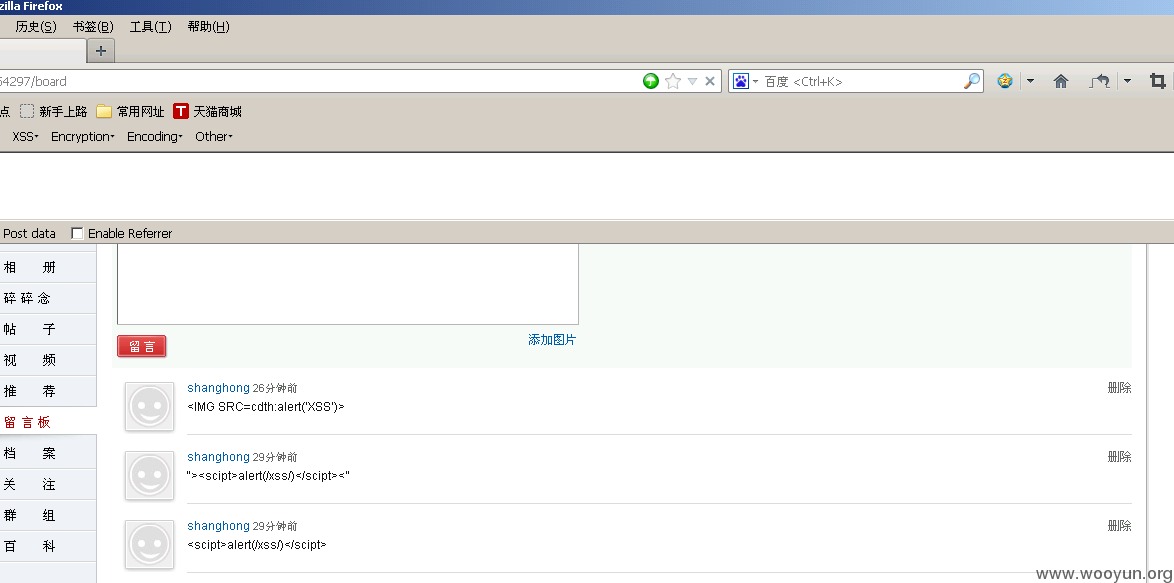 zilla Firefox
历史(S) 书签(B) 工具(T) 帮助(H)
54297/board 百度 <Ctrl+K>
点 新手上路 常用网址 T 天猫商城
XSS Encryption Encoding Other
Post data Enable Referrer
相 册
碎 碎 念
帖 子
视 频
推 荐
留 言 板
档 案
关 注
群 组
百 科
添加图片
留 言
shanghong 26分钟前 删除
<IMG SRC=cdth:alert('XSS')>
shanghong 29分钟前 删除
"><scipt>alert(/xss/)</scipt><"
shanghong 29分钟前 删除
<scipt>alert(/xss/)</scipt>
www.wooyun.org